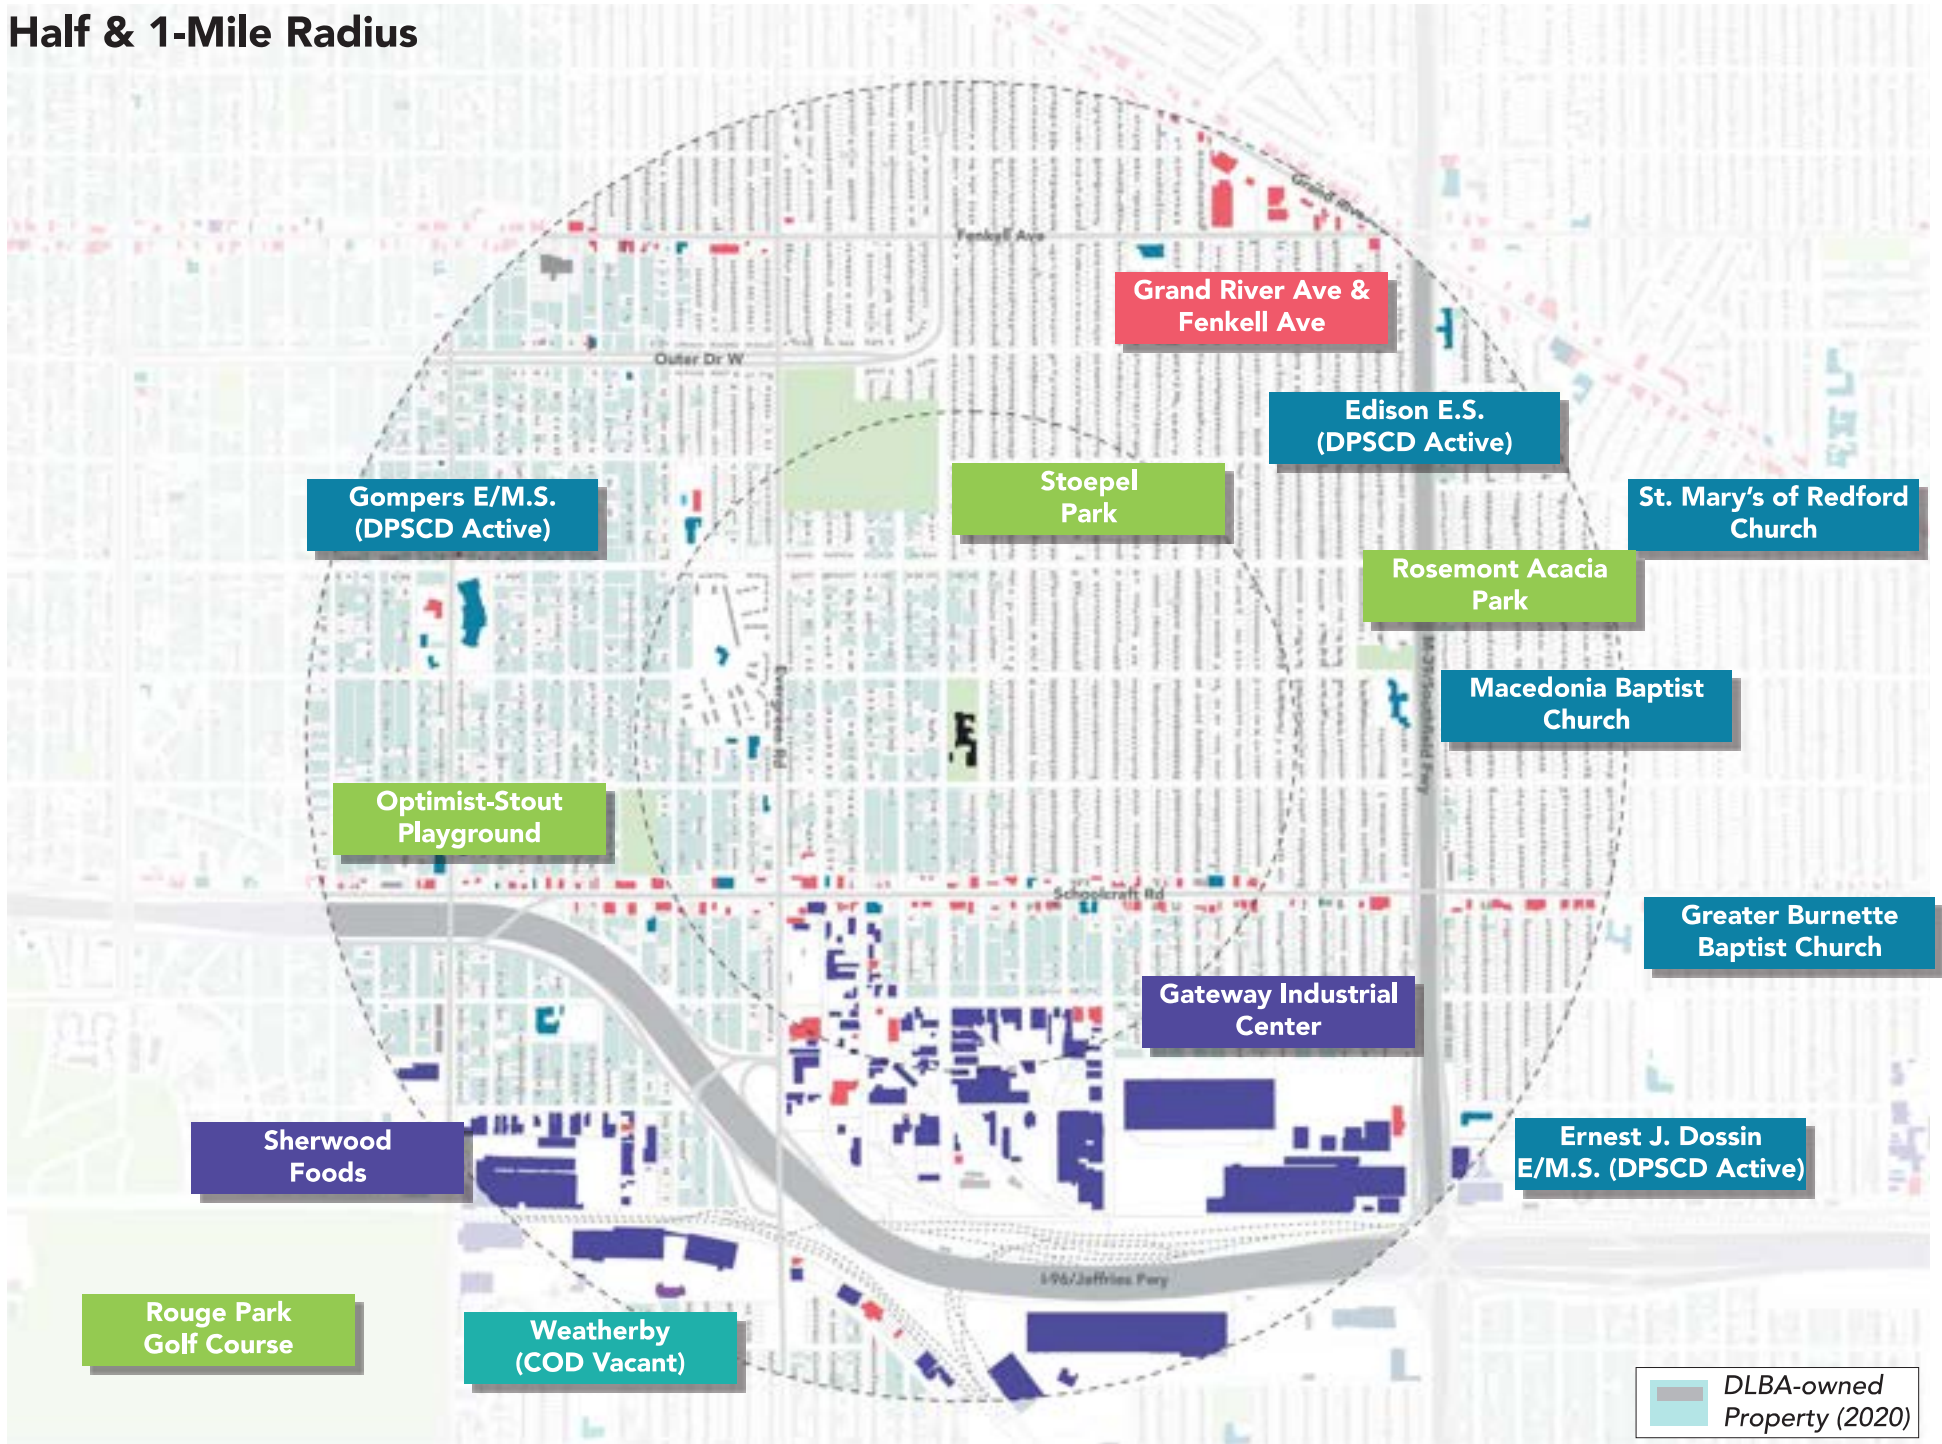 Half & 1-Mile Radius
Grand River
Fenkell Ave
Grand River Ave &
Fenkell Ave
Outer Dr W
Edison E.S.
(DPSCD Active)
Stoepel
Park
Gompers E/M.S.
(DPSCD Active)
St. Mary's of Redford
Church
Rosemont Acacia
Park
M-39/Southfield Fwy
Evergreen Rd
Macedonia Baptist
Church
Optimist-Stout
Playground
Schoolcraft Rd
Greater Burnette
Baptist Church
Gateway Industrial
Center
Sherwood
Foods
Ernest J. Dossin
E/M.S. (DPSCD Active)
I-96/Jeffries Fwy
Rouge Park
Golf Course
Weatherby
(COD Vacant)
DLBA-owned
Property (2020)